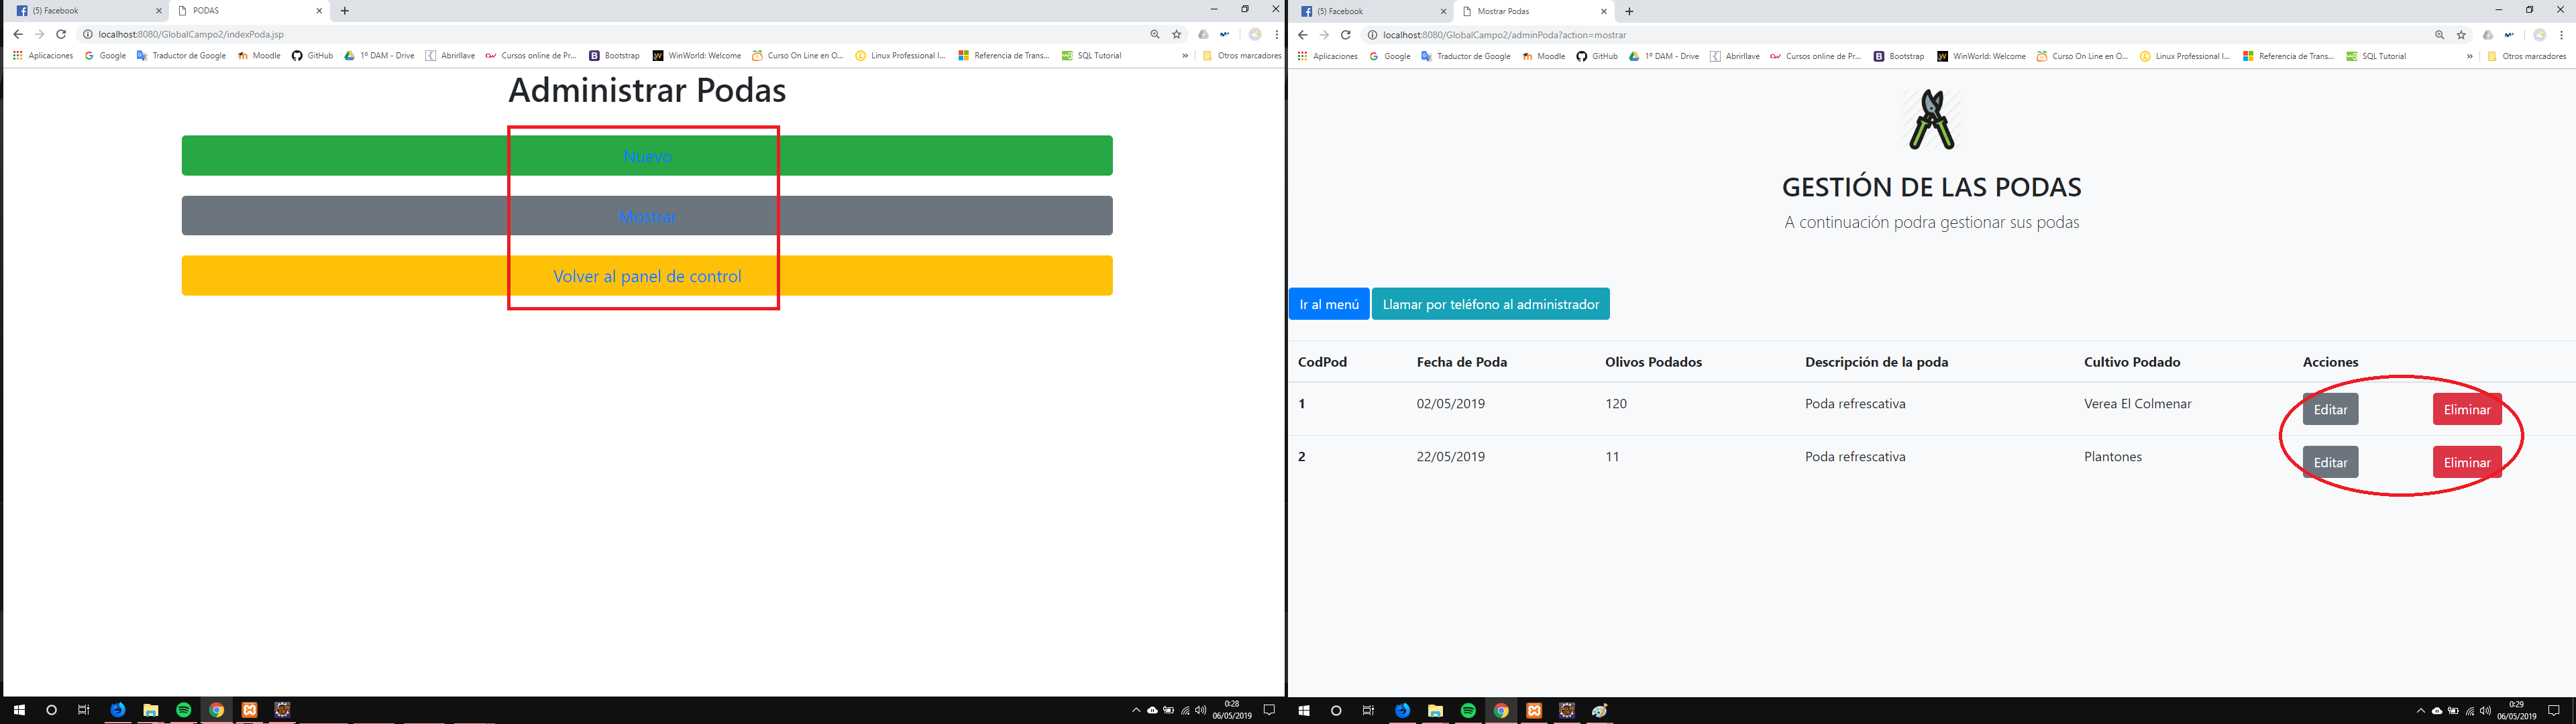 (5) Facebook
PODAS
localhost:8080/GlobalCampo2/indexPoda.jsp
Aplicaciones
Google
Traductor de Google
Moodle
GitHub
1º DAM - Drive
Abrirllave
Cursos online de Pr...
Bootstrap
WinWorld: Welcome
Curso On Line en O...
Linux Professional I...
Referencia de Trans...
SQL Tutorial
»
Otros marcadores
Administrar Podas
Nuevo
Mostrar
Volver al panel de control
0:28
06/05/2019
(5) Facebook
Mostrar Podas
localhost:8080/GlobalCampo2/adminPoda?action=mostrar
Aplicaciones
Google
Traductor de Google
Moodle
GitHub
1º DAM - Drive
Abrirllave
Cursos online de Pr...
Bootstrap
WinWorld: Welcome
Curso On Line en O...
Linux Professional I...
Referencia de Trans...
SQL Tutorial
»
Otros marcadores
GESTIÓN DE LAS PODAS
A continuación podra gestionar sus podas
Ir al menú
Llamar por teléfono al administrador
CodPod Fecha de Poda Olivos Podados Descripción de la poda Cultivo Podado Acciones
1 02/05/2019 120 Poda refrescativa Verea El Colmenar Editar Eliminar
2 22/05/2019 11 Poda refrescativa Plantones Editar Eliminar
0:29
06/05/2019